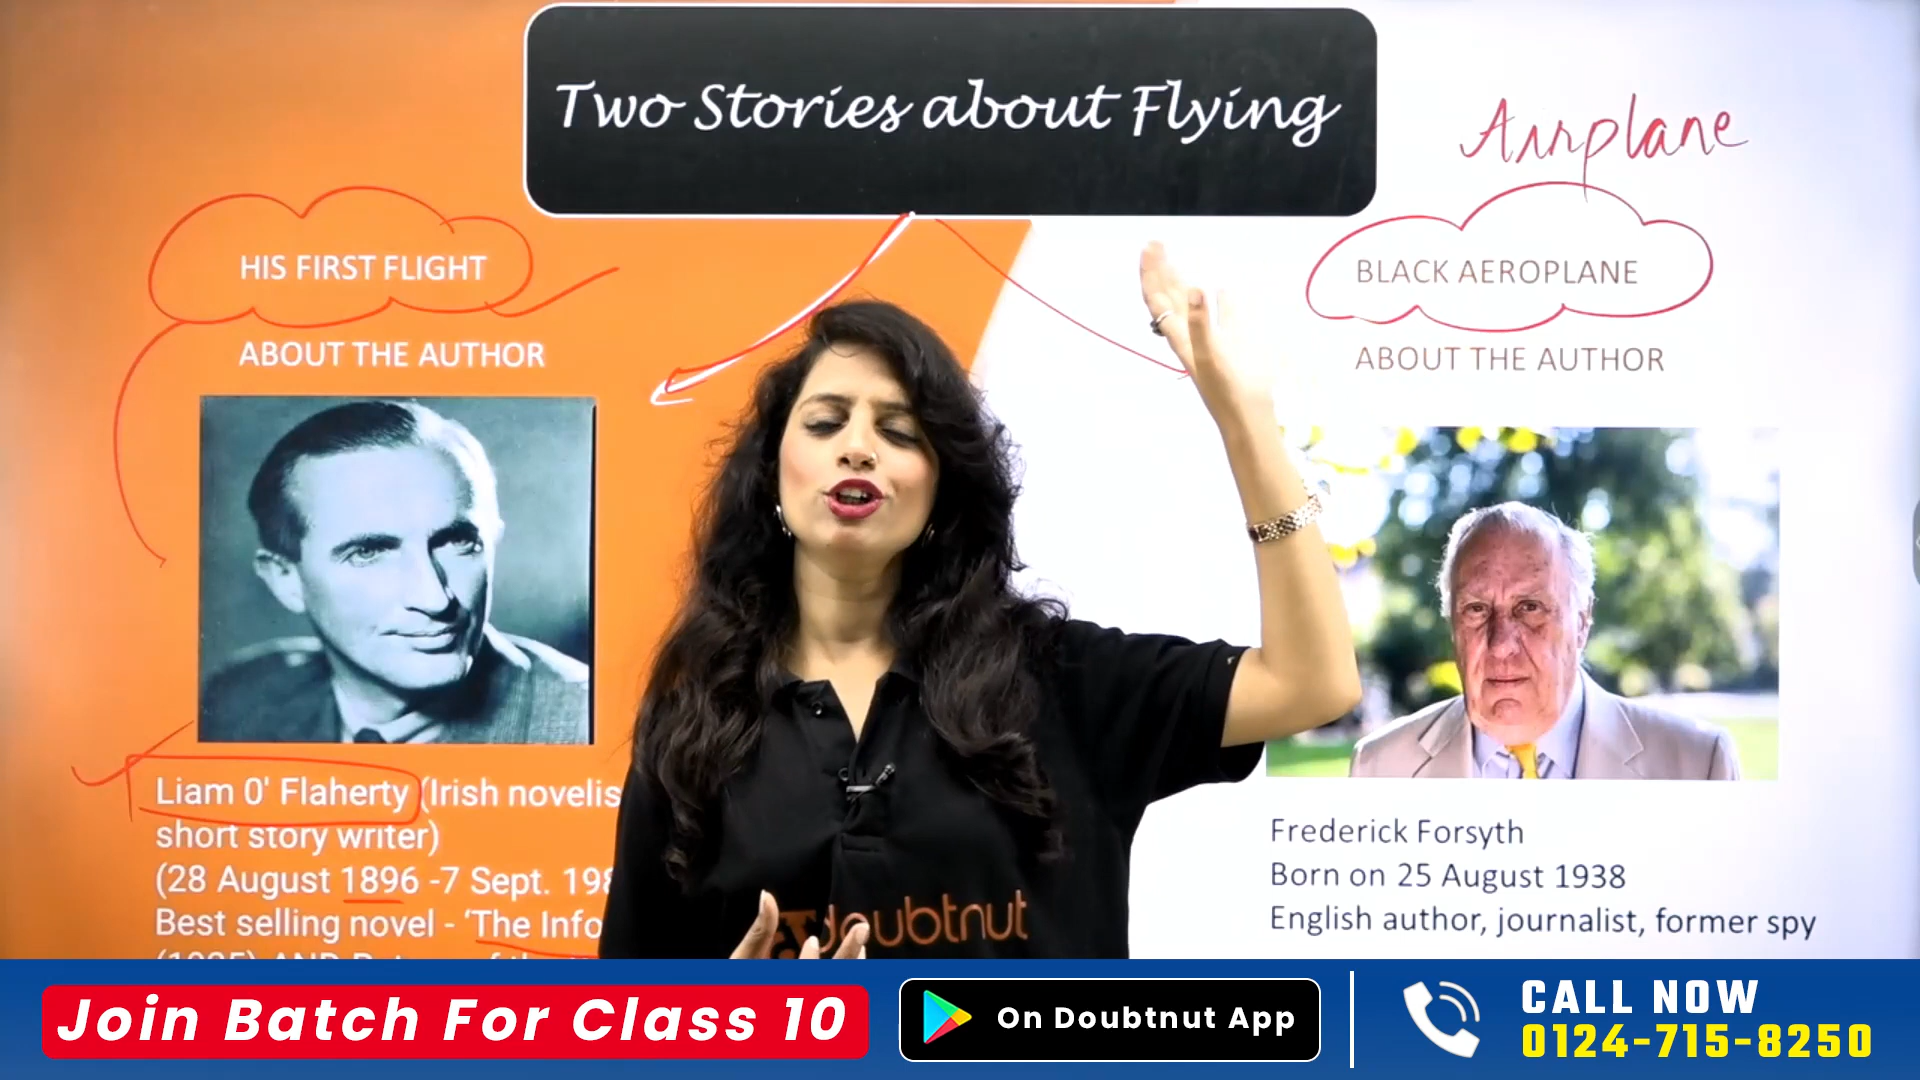 Two Stories about Flying
Airplane
HIS FIRST FLIGHT
ABOUT THE AUTHOR
Liam O' Flaherty (Irish novelis
short story writer)
(28 August 1896 -7 Sept. 198
Best selling novel - ‘The Info
BLACK AEROPLANE
ABOUT THE AUTHOR
Frederick Forsyth
Born on 25 August 1938
English author, journalist, former spy
doubtnut
Join Batch For Class 10
On Doubtnut App
CALL NOW
0124-715-8250